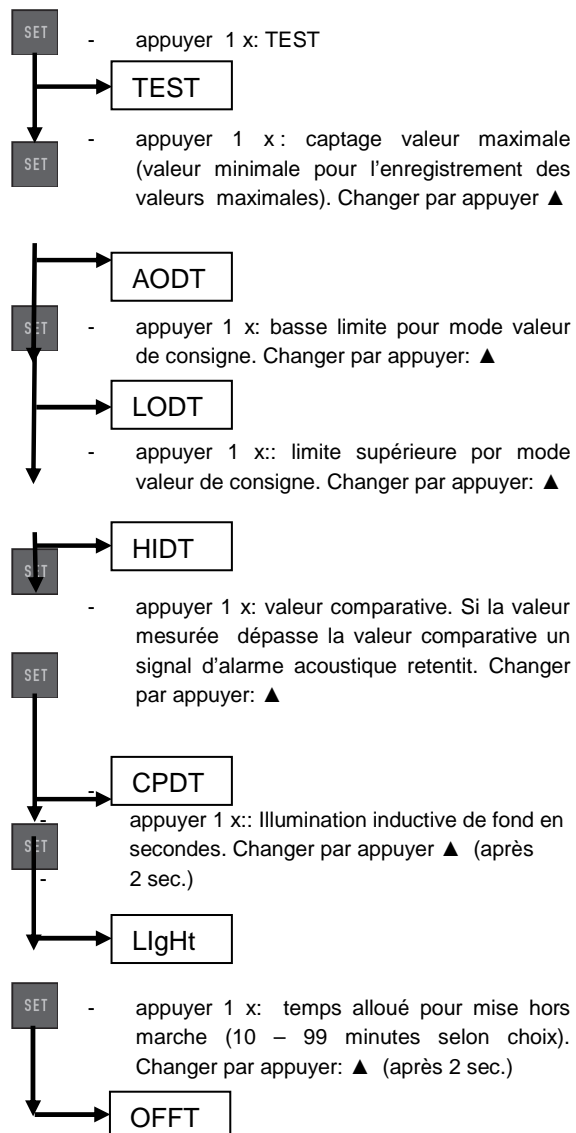 SET
- appuyer 1 x: TEST
TEST
SET
- appuyer 1 x : captage valeur maximale
(valeur minimale pour l'enregistrement des
valeurs maximales). Changer par appuyer ▲
AODT
SET
- appuyer 1 x: basse limite pour mode valeur
de consigne. Changer par appuyer: ▲
LODT
- appuyer 1 x:: limite supérieure por mode
valeur de consigne. Changer par appuyer: ▲
HIDT
SET
- appuyer 1 x: valeur comparative. Si la valeur
mesurée dépasse la valeur comparative un
signal d'alarme acoustique retentit. Changer
par appuyer: ▲
SET
- CPDT
-
appuyer 1 x:: Illumination inductive de fond en
SET
secondes. Changer par appuyer ▲ (après
- 2 sec.)
LIgHt
SET
- appuyer 1 x: temps alloué pour mise hors
marche (10 – 99 minutes selon choix).
Changer par appuyer: ▲ (après 2 sec.)
OFFT